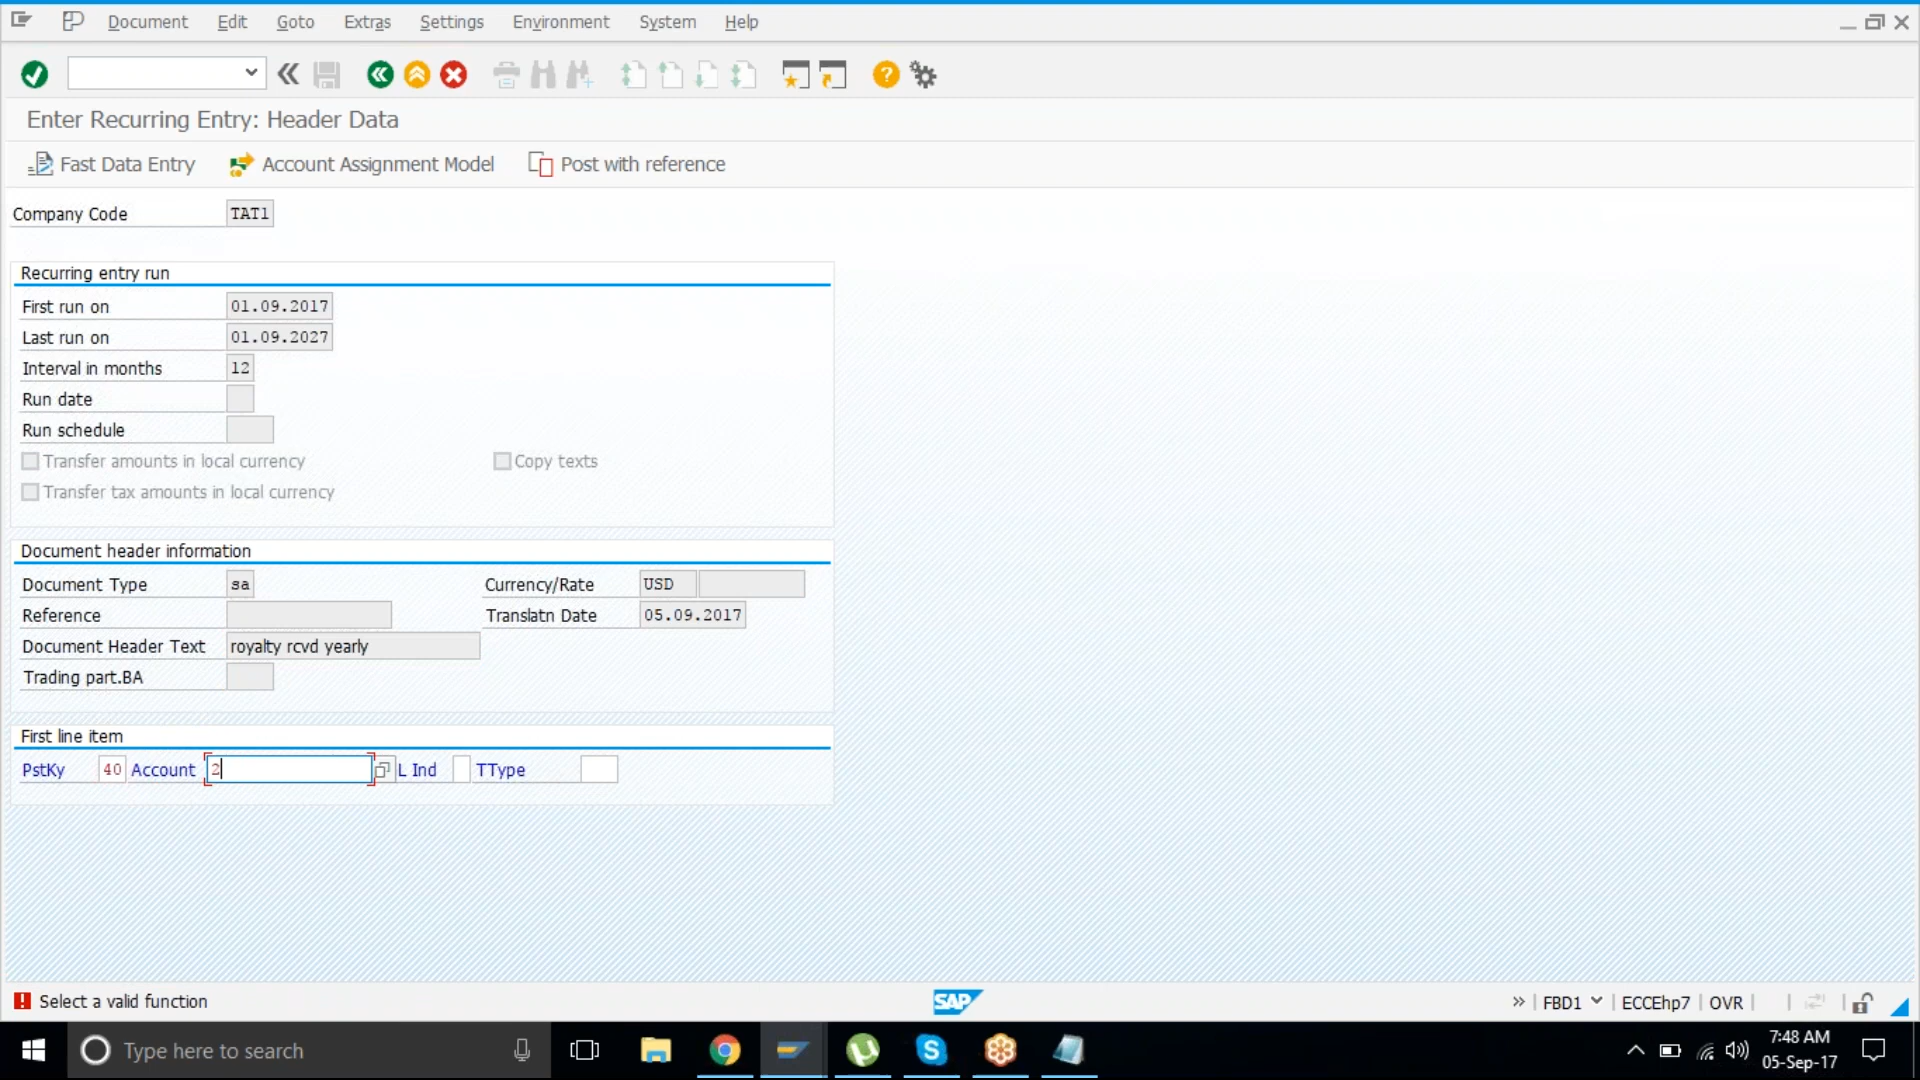 Document Edit Goto Extras Settings Environment System Help
Enter Recurring Entry: Header Data
Fast Data Entry Account Assignment Model Post with reference
Company Code TAT1
Recurring entry run
First run on 01.09.2017
Last run on 01.09.2027
Interval in months 12
Run date
Run schedule
Transfer amounts in local currency Copy texts
Transfer tax amounts in local currency
Document header information
Document Type sa Currency/Rate USD
Reference Translatn Date 05.09.2017
Document Header Text royalty rcvd yearly
Trading part.BA
First line item
PstKy 40 Account 2 L Ind TType
Select a valid function SAP FBD1 ECCEhp7 OVR
Type here to search 7:48 AM
05-Sep-17